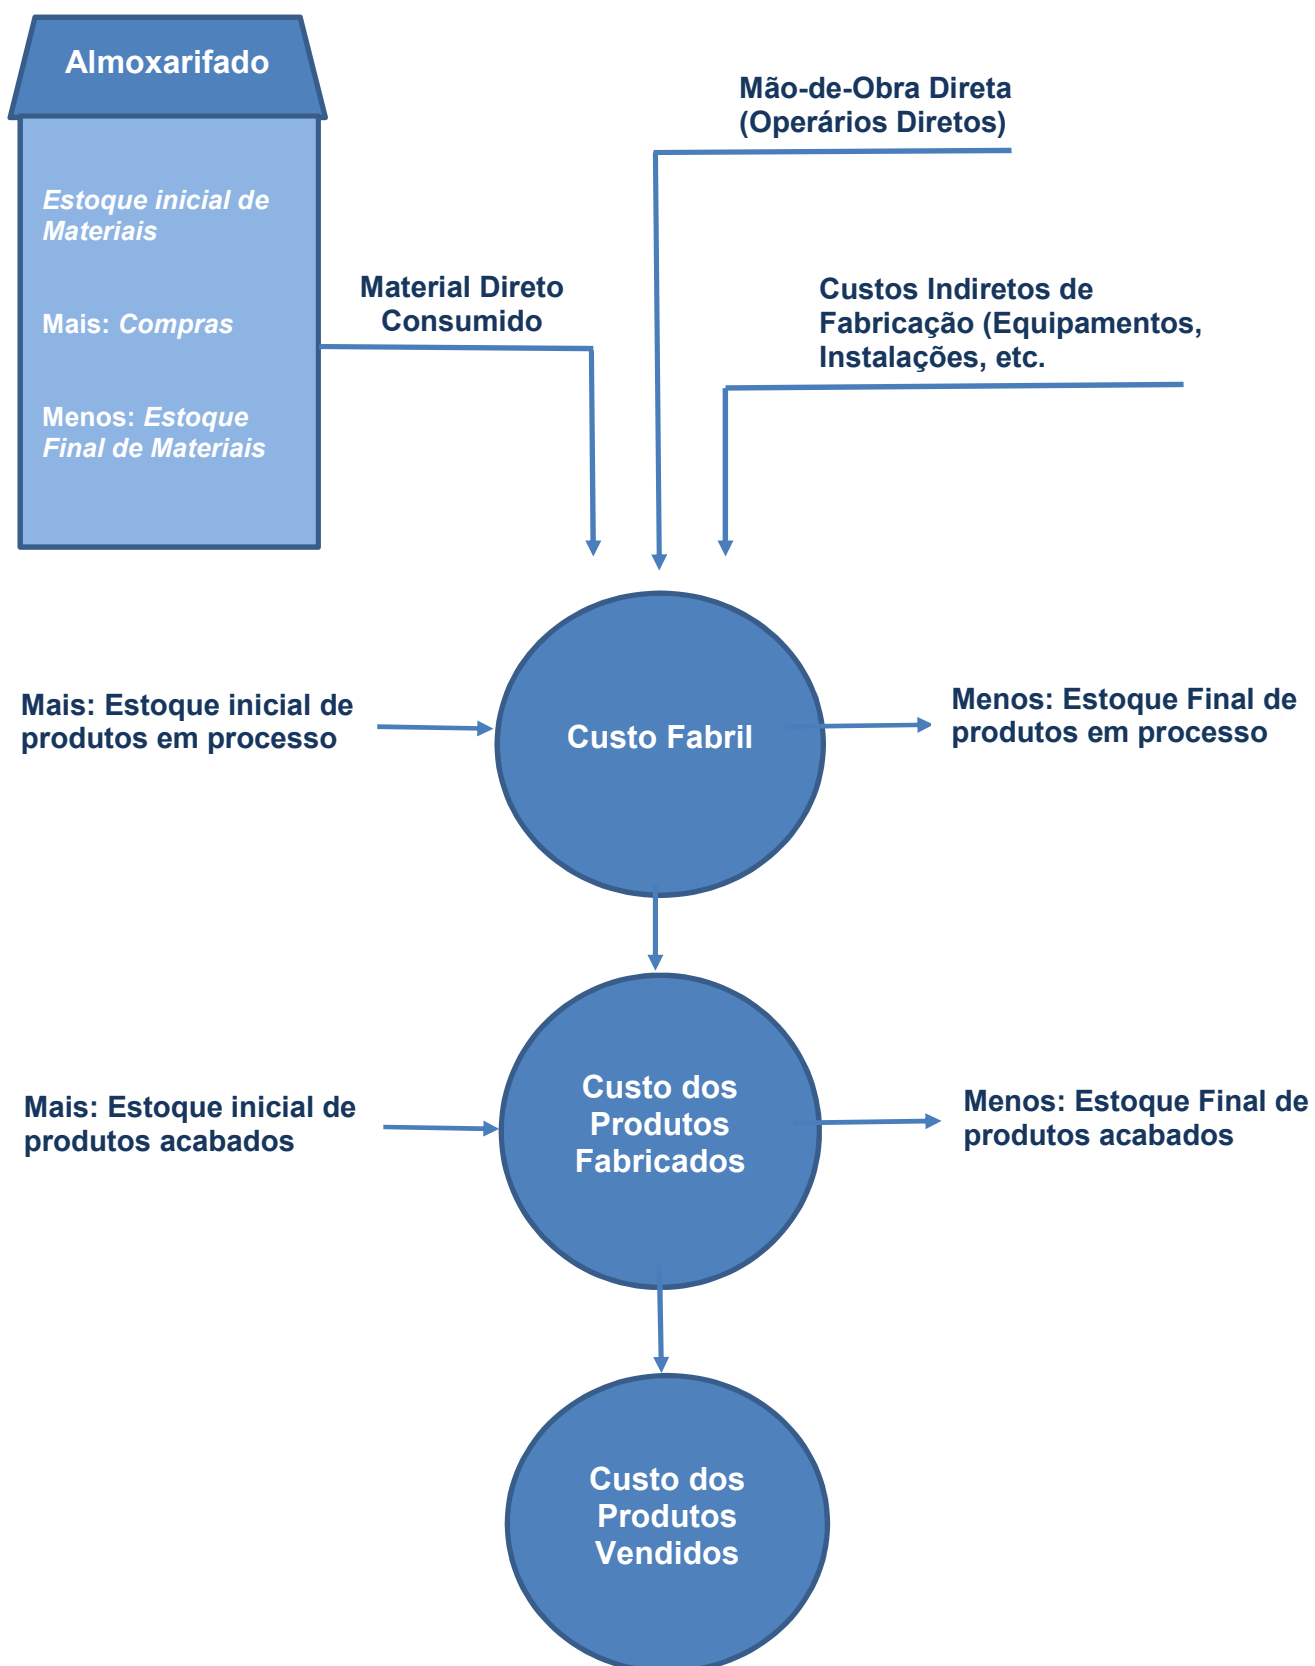 Almoxarifado
Estoque inicial de
Materiais
Mais: Compras
Menos: Estoque
Final de Materiais
Material Direto
Consumido
Mão-de-Obra Direta
(Operários Diretos)
Custos Indiretos de
Fabricação (Equipamentos,
Instalações, etc.
Mais: Estoque inicial de
produtos em processo
Custo Fabril
Menos: Estoque Final de
produtos em processo
Mais: Estoque inicial de
produtos acabados
Custo dos
Produtos
Fabricados
Menos: Estoque Final de
produtos acabados
Custo dos
Produtos
Vendidos